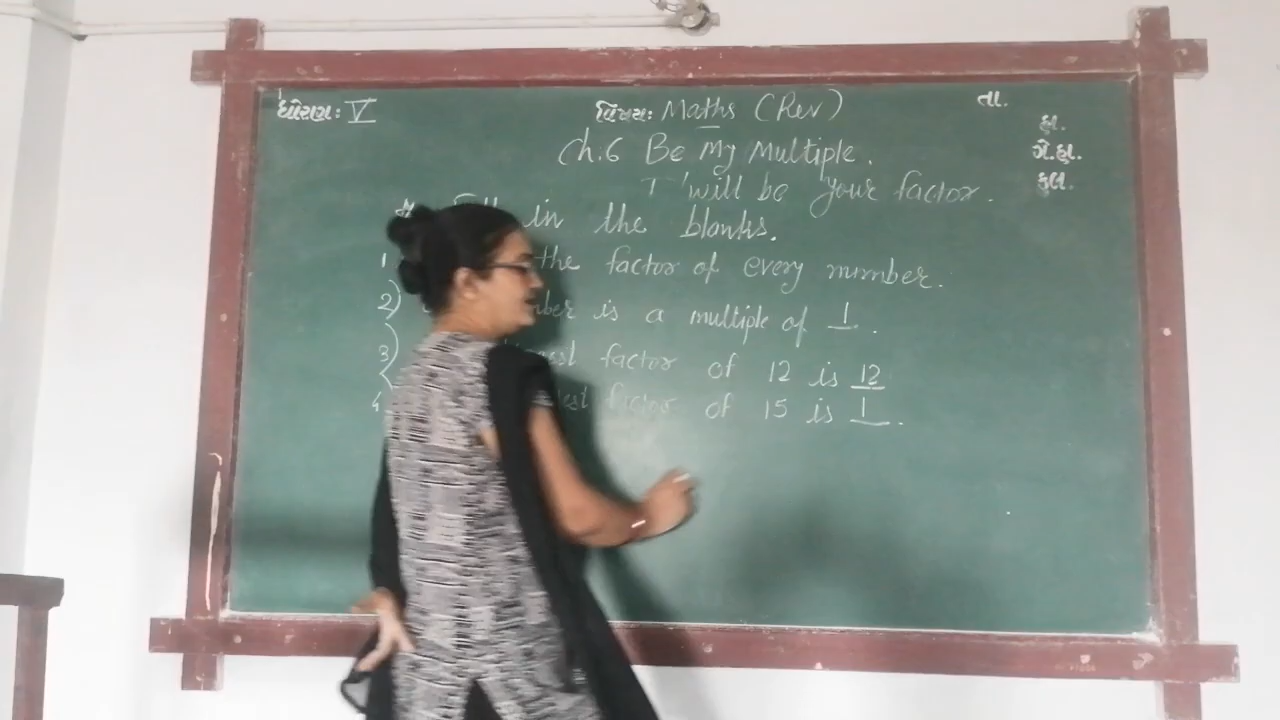 ધોરણ: V
વિષય: Maths (Rev)
તા.
હા.
ગે.હા.
કુલ.
Ch.6 Be My Multiple.
I'will be your factor.
in the blanks.
1 the factor of every number.
2) is a multiple of 1.
3) factor of 12 is 12
4 factor of 15 is 1.